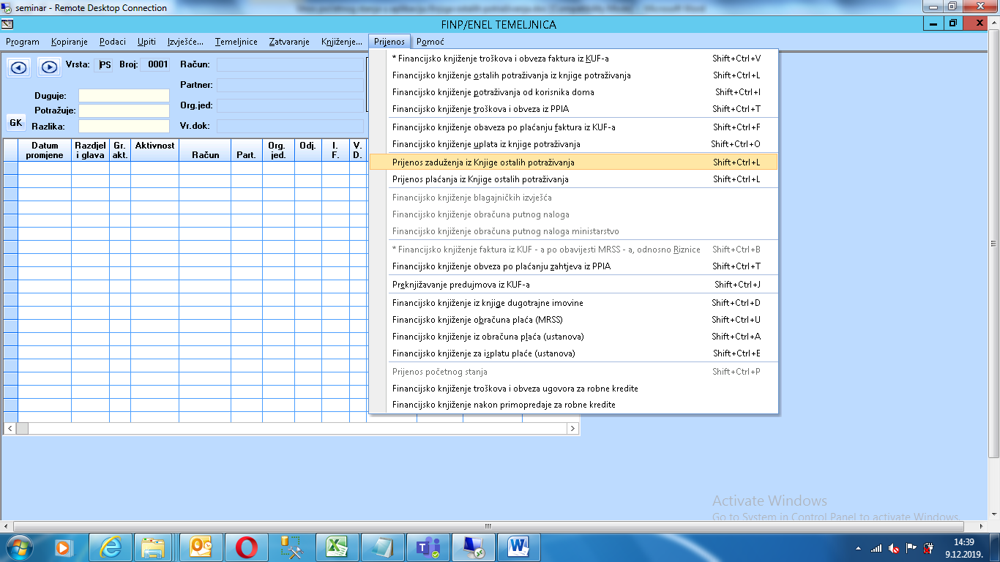 seminar - Remote Desktop Connection
FINP/ENEL TEMELJNICA
Program Kopiranje Podaci Upiti Izvješće... Temeljnice Zatvaranje Knjiženje... Prijenos Pomoć
Vrsta: PS Broj: 0001 Račun:
Partner:
Duguje:
Org.jed:
Potražuje:
GK Razlika: Vr.dok:
Datum promjene Razdjel i glava Gr. akt. Aktivnost Račun Part. Org. jed. Odj. I. F. V. D.
* Financijsko knjiženje troškova i obveza faktura iz KUF-a Shift+Ctrl+V
Financijsko knjiženje ostalih potraživanja iz knjige potraživanja Shift+Ctrl+L
Financijsko knjiženje potraživanja od korisnika doma Shift+Ctrl+I
Financijsko knjiženje troškova i obveza iz PPIA Shift+Ctrl+T
Financijsko knjiženje obaveza po plaćanju faktura iz KUF-a Shift+Ctrl+F
Financijsko knjiženje uplata iz knjige potraživanja Shift+Ctrl+O
Prijenos zaduženja iz Knjige ostalih potraživanja Shift+Ctrl+L
Prijenos plaćanja iz Knjige ostalih potraživanja Shift+Ctrl+L
Financijsko knjiženje blagajničkih izvješća
Financijsko knjiženje obračuna putnog naloga
Financijsko knjiženje obračuna putnog naloga ministarstvo
* Financijsko knjiženje faktura iz KUF - a po obavijesti MRSS - a, odnosno Riznice Shift+Ctrl+B
Financijsko knjiženje obveza po plaćanju zahtjeva iz PPIA Shift+Ctrl+T
Preknjižavanje predujmova iz KUF-a Shift+Ctrl+J
Financijsko knjiženje iz knjige dugotrajne imovine Shift+Ctrl+D
Financijsko knjiženje obračuna plaća (MRSS) Shift+Ctrl+U
Financijsko knjiženje iz obračuna plaća (ustanova) Shift+Ctrl+A
Financijsko knjiženje za isplatu plaće (ustanova) Shift+Ctrl+E
Prijenos početnog stanja Shift+Ctrl+P
Financijsko knjiženje troškova i obveza ugovora za robne kredite
Financijsko knjiženje nakon primopredaje za robne kredite
Activate Windows
Go to System in Control Panel to activate Windows.
14:39
9.12.2019.